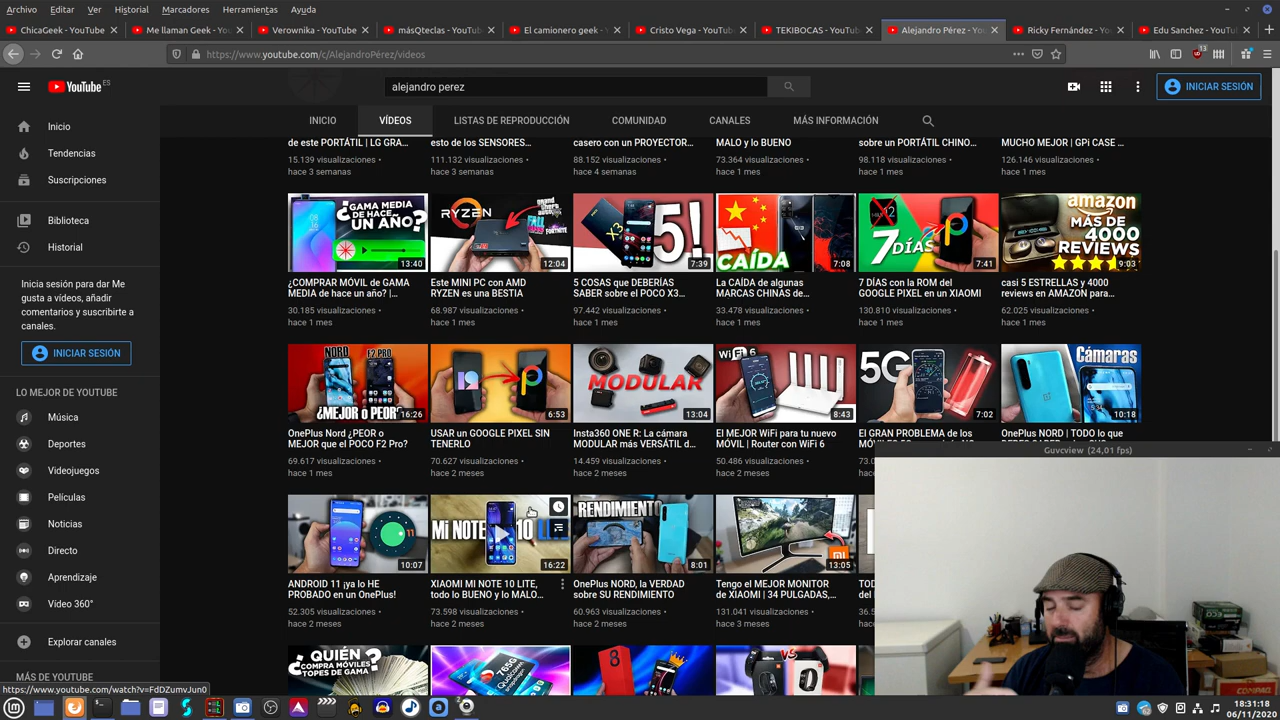 Archivo Editar Ver Historial Marcadores Herramientas Ayuda
ChicaGeek - YouTube
Me llaman Geek - Yo
Verownika - YouTube
másQteclas - YouTube
El camionero geek - Y
Cristo Vega - YouTube
TEKIBOCAS - YouTub
Alejandro Pérez - Yo
Ricky Fernández - Yo
Edu Sanchez - YouTu
https://www.youtube.com/c/AlejandroPérez/videos
13
YouTube ES
alejandro perez
INICIAR SESIÓN
INICIO VÍDEOS LISTAS DE REPRODUCCIÓN COMUNIDAD CANALES MÁS INFORMACIÓN
Inicio
Tendencias
Suscripciones
Biblioteca
Historial
Inicia sesión para dar Me
gusta a vídeos, añadir
comentarios y suscribirte a
canales.
INICIAR SESIÓN
LO MEJOR DE YOUTUBE
Música
Deportes
Videojuegos
Películas
Noticias
Directo
Aprendizaje
Vídeo 360°
Explorar canales
MÁS DE YOUTUBE
de este PORTÁTIL | LG GRA...
15.139 visualizaciones •
hace 3 semanas
esto de los SENSORES...
111.132 visualizaciones •
hace 3 semanas
casero con un PROYECTOR...
88.152 visualizaciones •
hace 4 semanas
MALO y lo BUENO
73.364 visualizaciones •
hace 1 mes
sobre un PORTÁTIL CHINO...
98.118 visualizaciones •
hace 1 mes
MUCHO MEJOR | GPi CASE ...
126.146 visualizaciones •
hace 1 mes
¿GAMA MEDIA
DE HACE
UN AÑO?
13:40
¿COMPRAR MÓVIL de GAMA
MEDIA de hace un año? |...
30.185 visualizaciones •
hace 1 mes
RYZEN
12:04
Este MINI PC con AMD
RYZEN es una BESTIA
68.987 visualizaciones •
hace 1 mes
X3
5!
7:39
5 COSAS que DEBERÍAS
SABER sobre el POCO X3...
97.442 visualizaciones •
hace 1 mes
CAÍDA
7:08
La CAÍDA de algunas
MARCAS CHINAS de...
33.478 visualizaciones •
hace 1 mes
7 DÍAS
7:41
7 DÍAS con la ROM del
GOOGLE PIXEL en un XIAOMI
130.810 visualizaciones •
hace 1 mes
amazon
MÁS DE
4000
REVIEWS
9:03
casi 5 ESTRELLAS y 4000
reviews en AMAZON para...
62.025 visualizaciones •
hace 1 mes
NORD F2 PRO
¿MEJOR O PEOR?
16:26
OnePlus Nord ¿PEOR o
MEJOR que el POCO F2 Pro?
69.617 visualizaciones •
hace 1 mes
6:53
USAR un GOOGLE PIXEL SIN
TENERLO
70.627 visualizaciones •
hace 2 meses
MODULAR
13:04
Insta360 ONE R: La cámara
MODULAR más VERSÁTIL d...
14.459 visualizaciones •
hace 2 meses
WiFi 6
8:43
El MEJOR WiFi para tu nuevo
MÓVIL | Router con WiFi 6
50.486 visualizaciones •
hace 2 meses
5G
7:02
El GRAN PROBLEMA de los
Cámaras
10:18
OnePlus NORD | TODO lo que
Guvcview (24,01 fps)
10:07
ANDROID 11 ¡ya lo HE
PROBADO en un OnePlus!
52.305 visualizaciones •
hace 2 meses
Mi NOTE 10
16:22
XIAOMI MI NOTE 10 LITE,
todo lo BUENO y lo MALO...
73.598 visualizaciones •
hace 2 meses
RENDIMIENTO
8:01
OnePlus NORD, la VERDAD
sobre SU RENDIMIENTO
60.963 visualizaciones •
hace 2 meses
13:05
Tengo el MEJOR MONITOR
de XIAOMI | 34 PULGADAS,...
131.041 visualizaciones •
hace 3 meses
¿QUIÉN
COMPRA MÓVILES
TOPES DE GAMA
765G
8
VS
COMPAQ
https://www.youtube.com/watch?v=FdDZumvJun0
18:31:18
06/11/2020